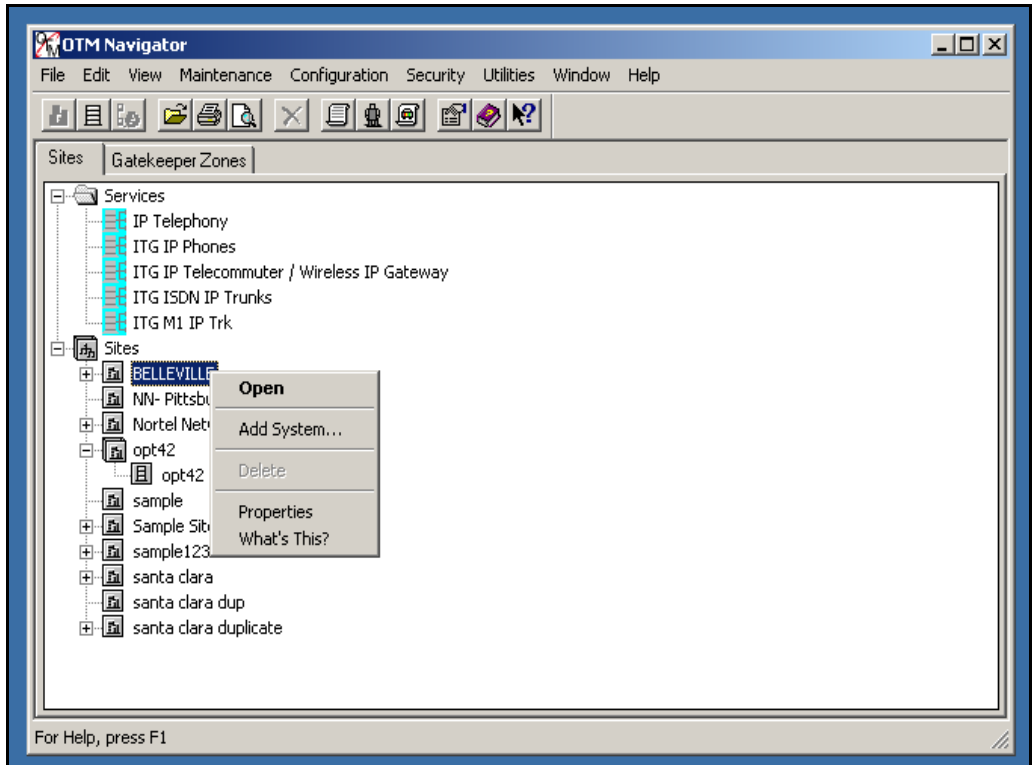 OTM Navigator
File Edit View Maintenance Configuration Security Utilities Window Help
Sites Gatekeeper Zones
Services
IP Telephony
ITG IP Phones
ITG IP Telecommuter / Wireless IP Gateway
ITG ISDN IP Trunks
ITG M1 IP Trk
Sites
BELLEVILLE
NN- Pittsbu
Nortel Net
opt42
opt42
sample
Sample Sit
sample123
santa clara
santa clara dup
santa clara duplicate
Open
Add System...
Delete
Properties
What's This?
For Help, press F1